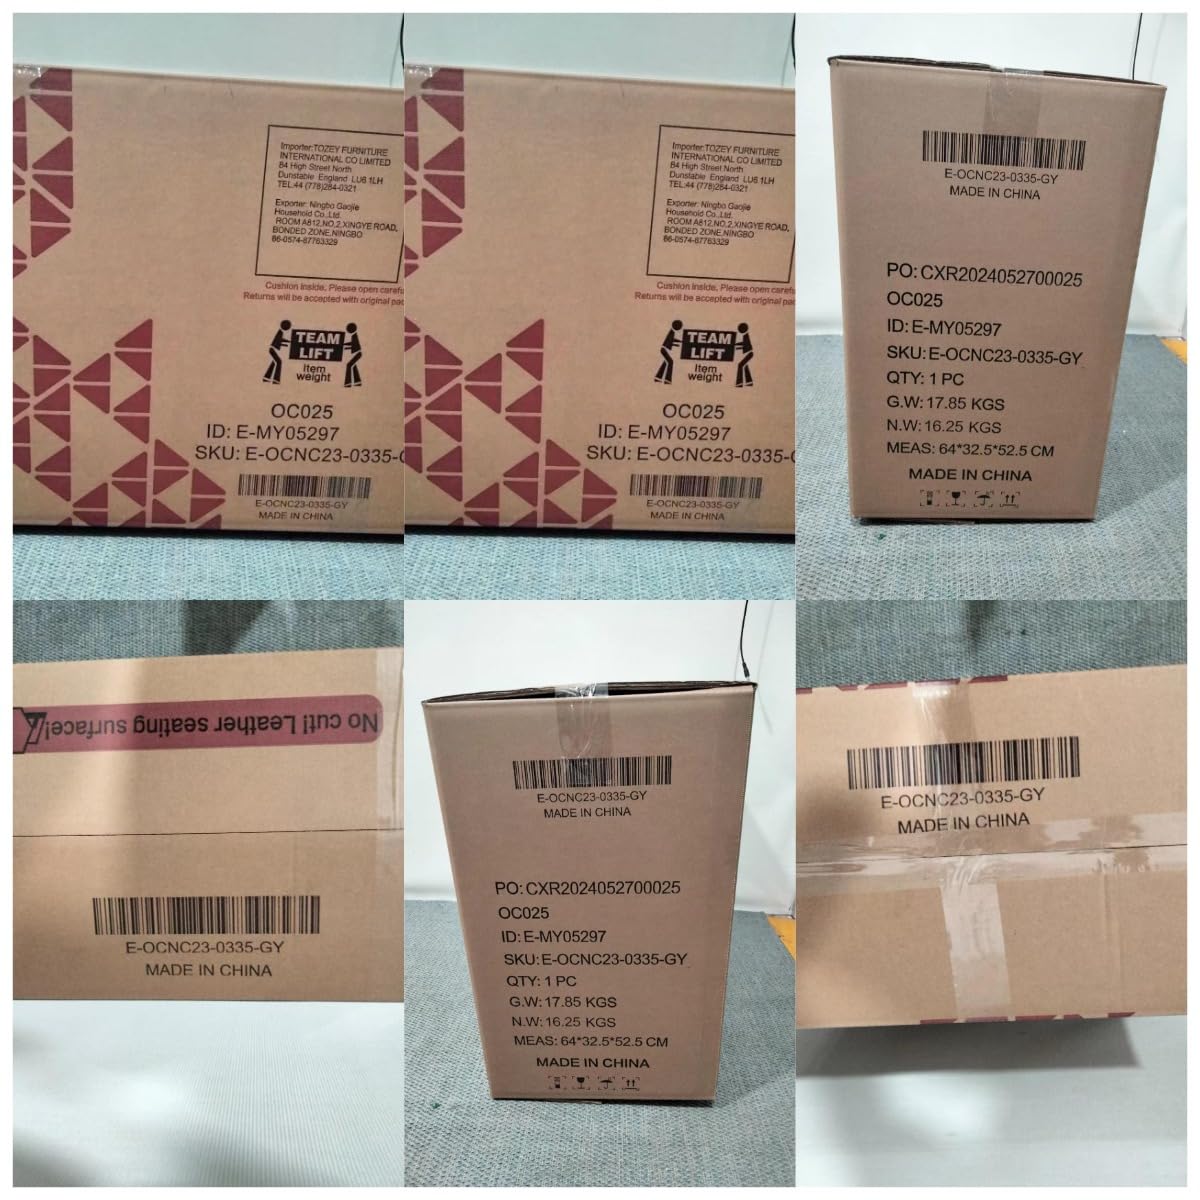 Importer:TOZEY FURNITURE
INTERNATIONAL CO LIMITED
84 High Street North
Dunstable England LU6 1LH
TEL:44 (778)284-0321
Exporter: Ningbo Gaojie
Household Co.,Ltd.
ROOM A812,NO,2,XINGYE ROAD,
BONDED ZONE,NINGBO
86-0574-87763329
Cushion Inside, Please open
Returns will be accepted with original
TEAM
LIFT
Item
weight
OC025
ID: E-MY05297
SKU: E-OCNC23-0335-
E-OCNC23-0335-GY
MADE IN CHINA
Importer:TOZEY FURNITURE
INTERNATIONAL CO LIMITED
84 High Street North
Dunstable England LU6 1LH
TEL:44 (778)284-0321
Exporter: Ningbo Gaojie
Household Co.,Ltd.
ROOM A812,NO,2,XINGYE ROAD,
BONDED ZONE,NINGBO
86-0574-87763329
Cushion Inside, Please open
Returns will be accepted with original
TEAM
LIFT
Item
weight
OC025
ID: E-MY05297
SKU: E-OCNC23-0335-
E-OCNC23-0335-GY
MADE IN CHINA
E-OCNC23-0335-GY
MADE IN CHINA
PO: CXR2024052700025
OC025
ID: E-MY05297
SKU: E-OCNC23-0335-GY
QTY: 1 PC
G.W: 17.85 KGS
N.W: 16.25 KGS
MEAS: 64*32.5*52.5 CM
MADE IN CHINA
No cut! Leather seating surface!
E-OCNC23-0335-GY
MADE IN CHINA
E-OCNC23-0335-GY
MADE IN CHINA
PO: CXR2024052700025
OC025
ID: E-MY05297
SKU: E-OCNC23-0335-GY
QTY: 1 PC
G.W: 17.85 KGS
N.W: 16.25 KGS
MEAS: 64*32.5*52.5 CM
MADE IN CHINA
E-OCNC23-0335-GY
MADE IN CHINA